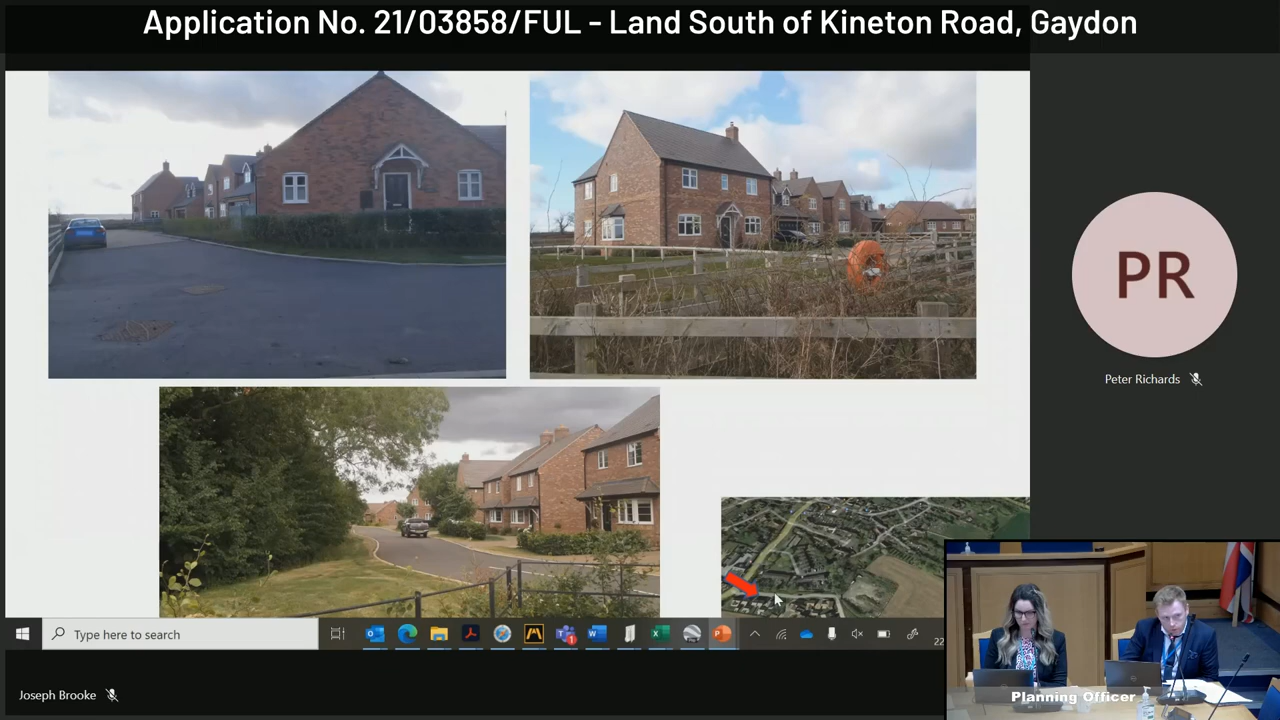 Application No. 21/03858/FUL - Land South of Kineton Road, Gaydon
PR
Peter Richards
Type here to search
22
Joseph Brooke
Planning Officer